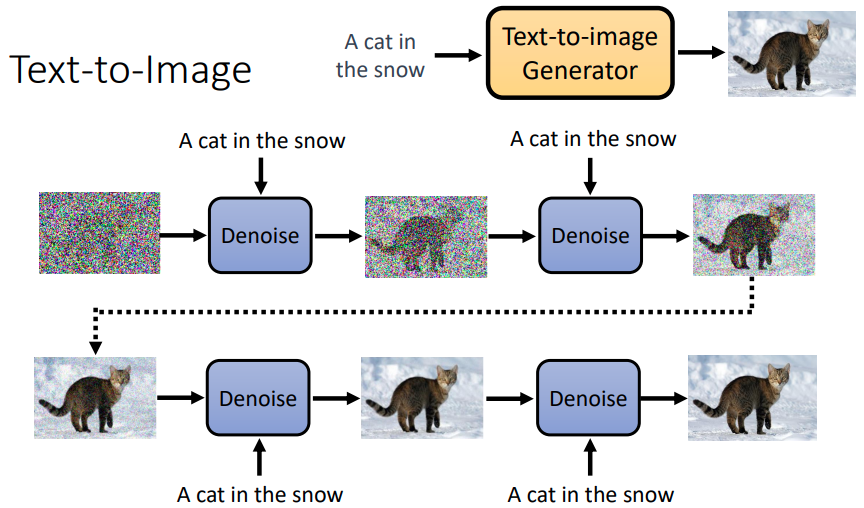 Text-to-Image
A cat in
the snow
Text-to-image
Generator
A cat in the snow
A cat in the snow
Denoise
Denoise
Denoise
Denoise
A cat in the snow
A cat in the snow